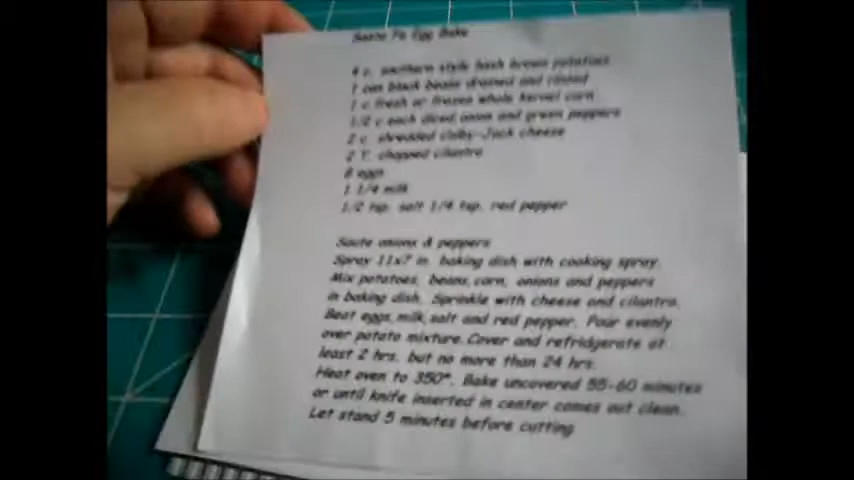 Sante Fe Egg Bake
4 c. southern style hash brown potatoes
1 can black beans drained and rinsed
1 c. fresh or frozen whole kernel corn
1/2 c each diced onion and green peppers
2 c. shredded Colby-Jack cheese
2 T. chopped cilantro
8 eggs
1 1/4 milk
1/2 tsp. salt 1/4 tsp. red pepper
Saute onions & peppers
Spray 11x7 in. baking dish with cooking spray.
Mix potatoes, beans, corn, onions and peppers
in baking dish. Sprinkle with cheese and cilantro.
Beat eggs, milk, salt and red pepper. Pour evenly
over potato mixture. Cover and refridgerate at
least 2 hrs. but no more than 24 hrs.
Heat oven to 350°. Bake uncovered 55-60 minutes
or until knife inserted in center comes out clean.
Let stand 5 minutes before cutting